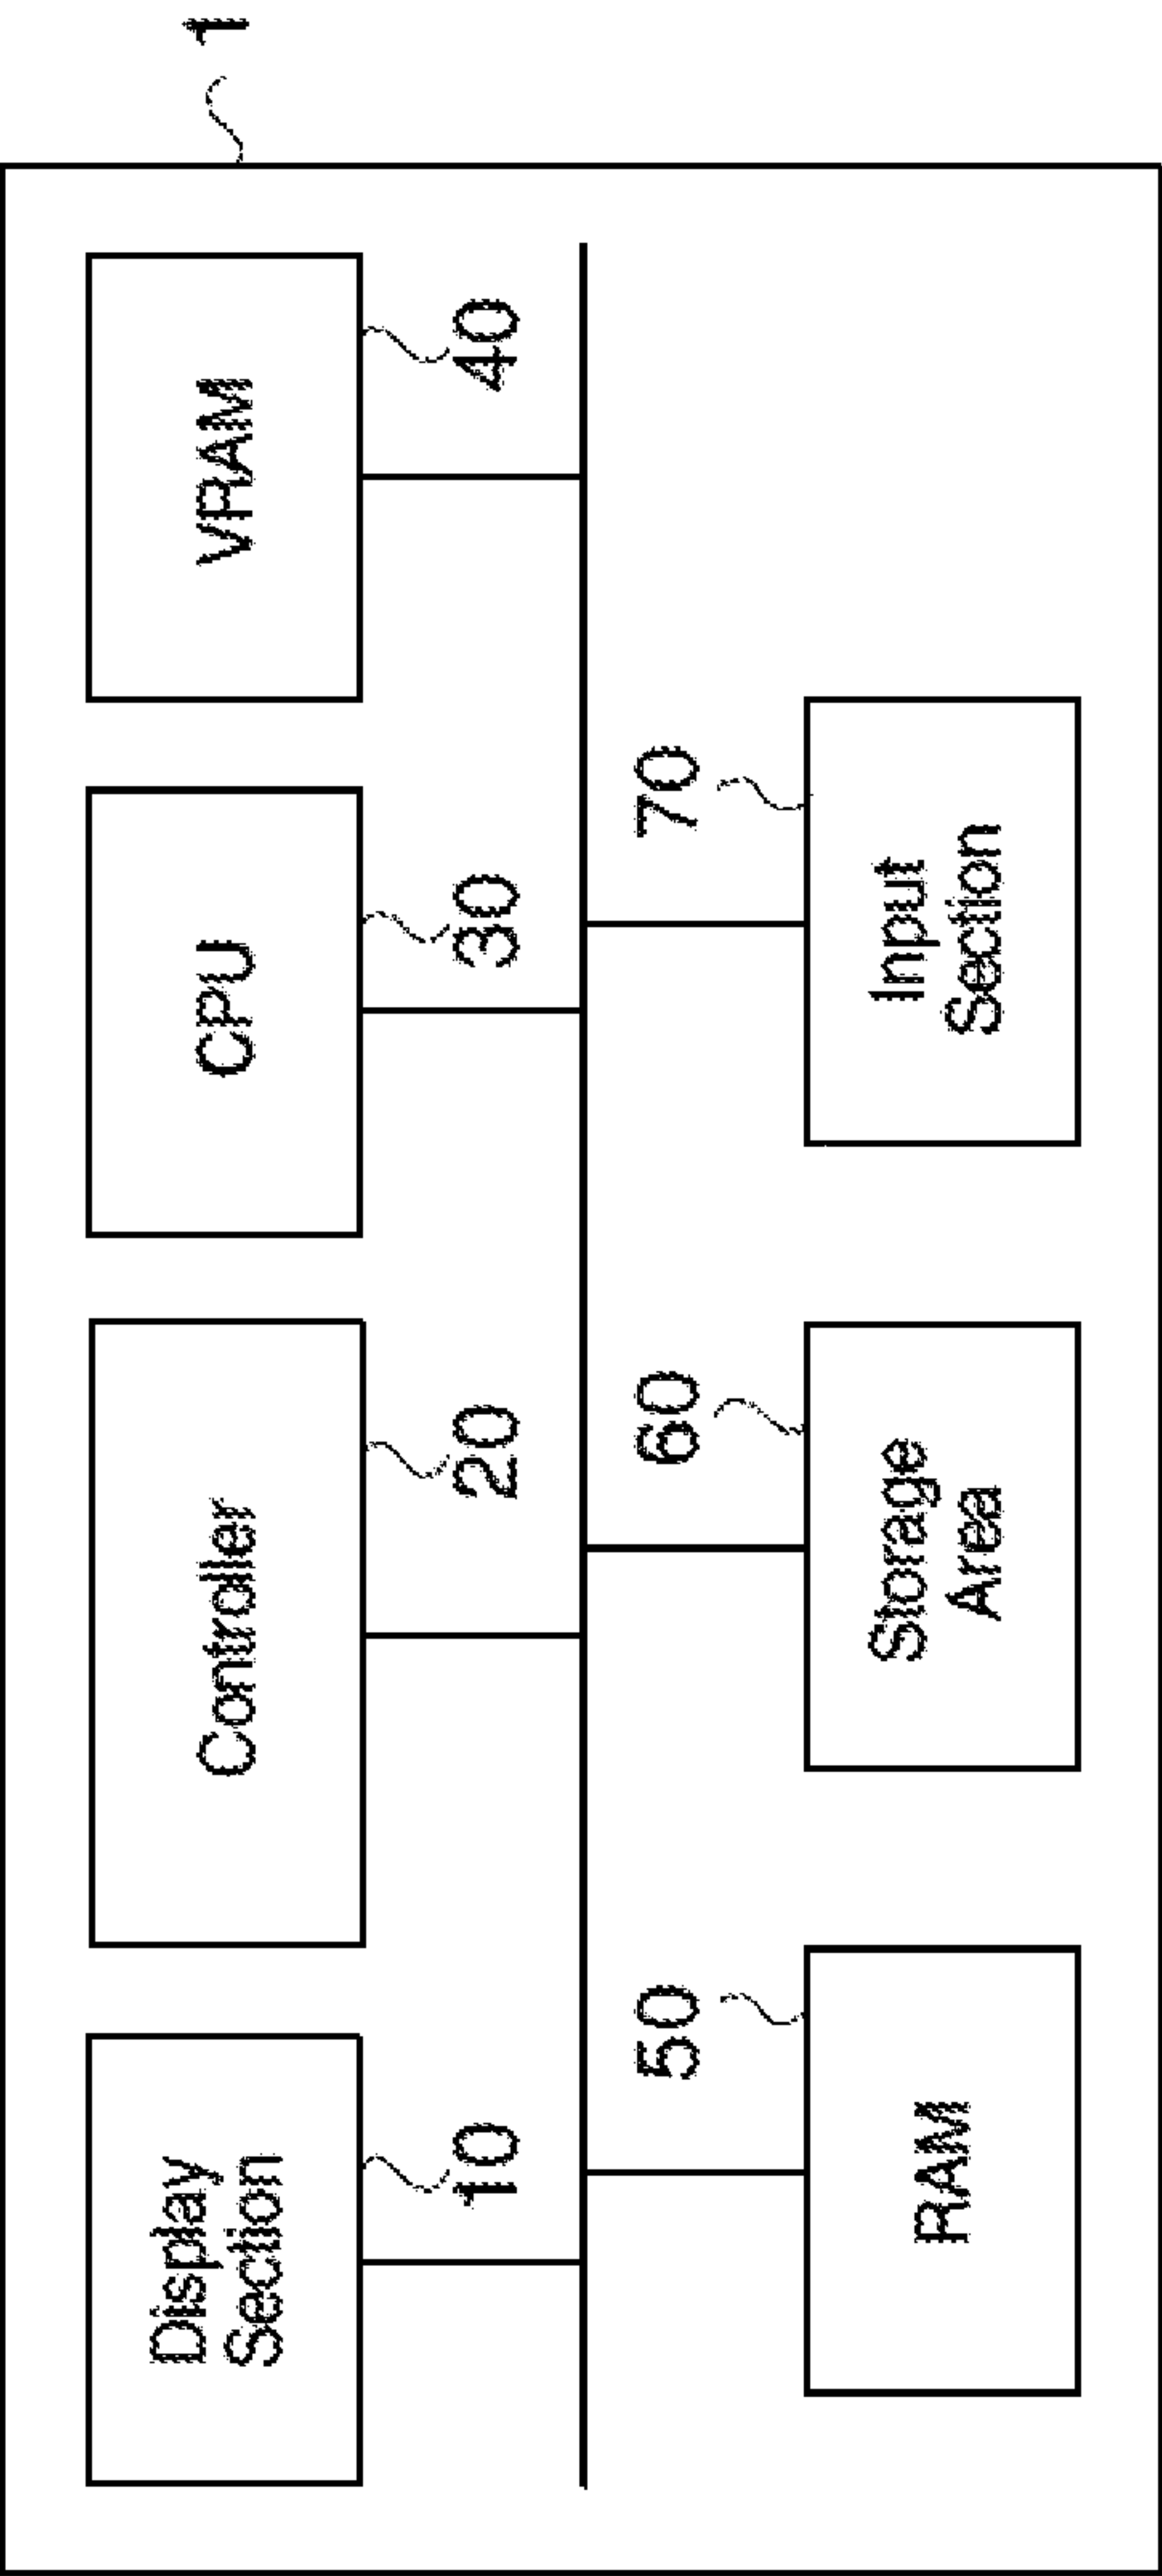 1
Display
Section
Controller
CPU
VRAM
10
20
30
40
50
60
70
RAM
Storage
Area
Input
Section